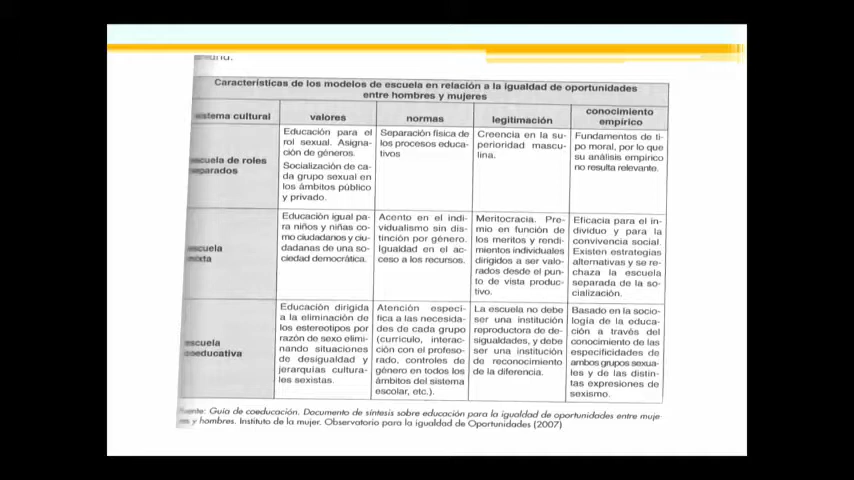 Características de los modelos de escuela en relación a la igualdad de oportunidades
entre hombres y mujeres
sistema cultural
valores
normas
legitimación
conocimiento
empírico
escuela de roles
separados
Educación para el
rol sexual. Asigna-
ción de géneros.
Socialización de ca-
da grupo sexual en
los ámbitos público
y privado.
Separación física de
los procesos educa-
tivos
Creencia en la su-
perioridad mascu-
lina.
Fundamentos de ti-
po moral, por lo que
su análisis empírico
no resulta relevante.
escuela
mixta
Educación igual pa-
ra niños y niñas co-
mo ciudadanos y ciu-
dadanas de una so-
ciedad democrática.
Acento en el indi-
vidualismo sin dis-
tinción por género.
Igualdad en el ac-
ceso a los recursos.
Meritocracia. Pre-
mio en función de
los meritos y rendi-
mientos individuales
dirigidos a ser valo-
rados desde el pun-
to de vista produc-
tivo.
Eficacia para el in-
dividuo y para la
convivencia social.
Existen estrategias
alternativas y se re-
chaza la escuela
separada de la so-
cialización.
escuela
coeducativa
Educación dirigida
a la eliminación de
los estereotipos por
razón de sexo elimi-
nando situaciones
de desigualdad y
jerarquías cultura-
les sexistas.
Atención especí-
fica a las necesida-
des de cada grupo
(curriculo, interac-
ción con el profeso-
rado, controles de
género en todos los
ámbitos del sistema
escolar, etc.).
La escuela no debe
ser una institución
reproductora de de-
sigualdades, y debe
ser una institución
de reconocimiento
de la diferencia.
Basado en la socio-
logía de la educa-
ción a través del
conocimiento de las
especificidades de
ambos grupos sexua-
les y de las distin-
tas expresiones de
sexismo.
Fuente: Guía de coeducación. Documento de síntesis sobre educación para la igualdad de oportunidades entre muje-
res y hombres. Instituto de la mujer. Observatorio para la igualdad de Oportunidades (2007)